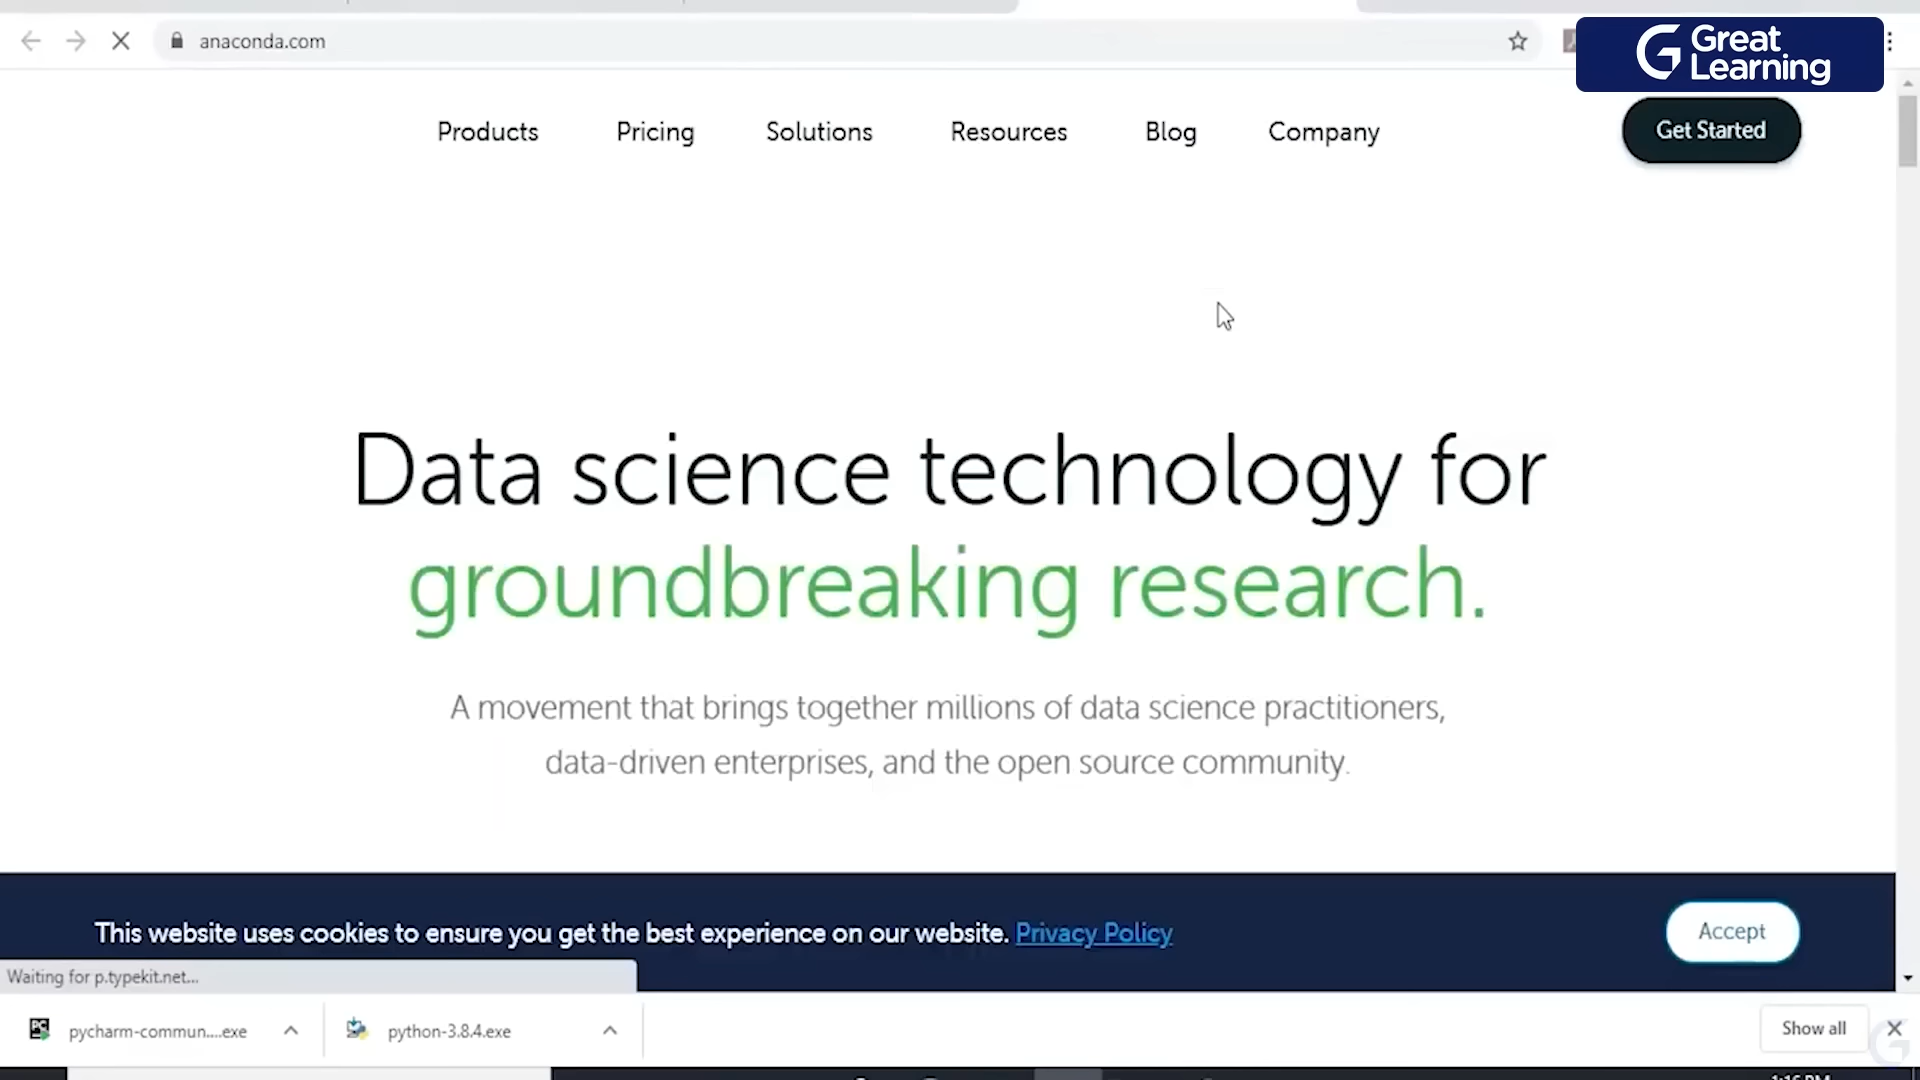 anaconda.com
Great
Learning
Products Pricing Solutions Resources Blog Company Get Started
Data science technology for
groundbreaking research.
A movement that brings together millions of data science practitioners,
data-driven enterprises, and the open source community.
This website uses cookies to ensure you get the best experience on our website. Privacy Policy Accept
Waiting for p.typekit.net...
pycharm-commun....exe python-3.8.4.exe Show all